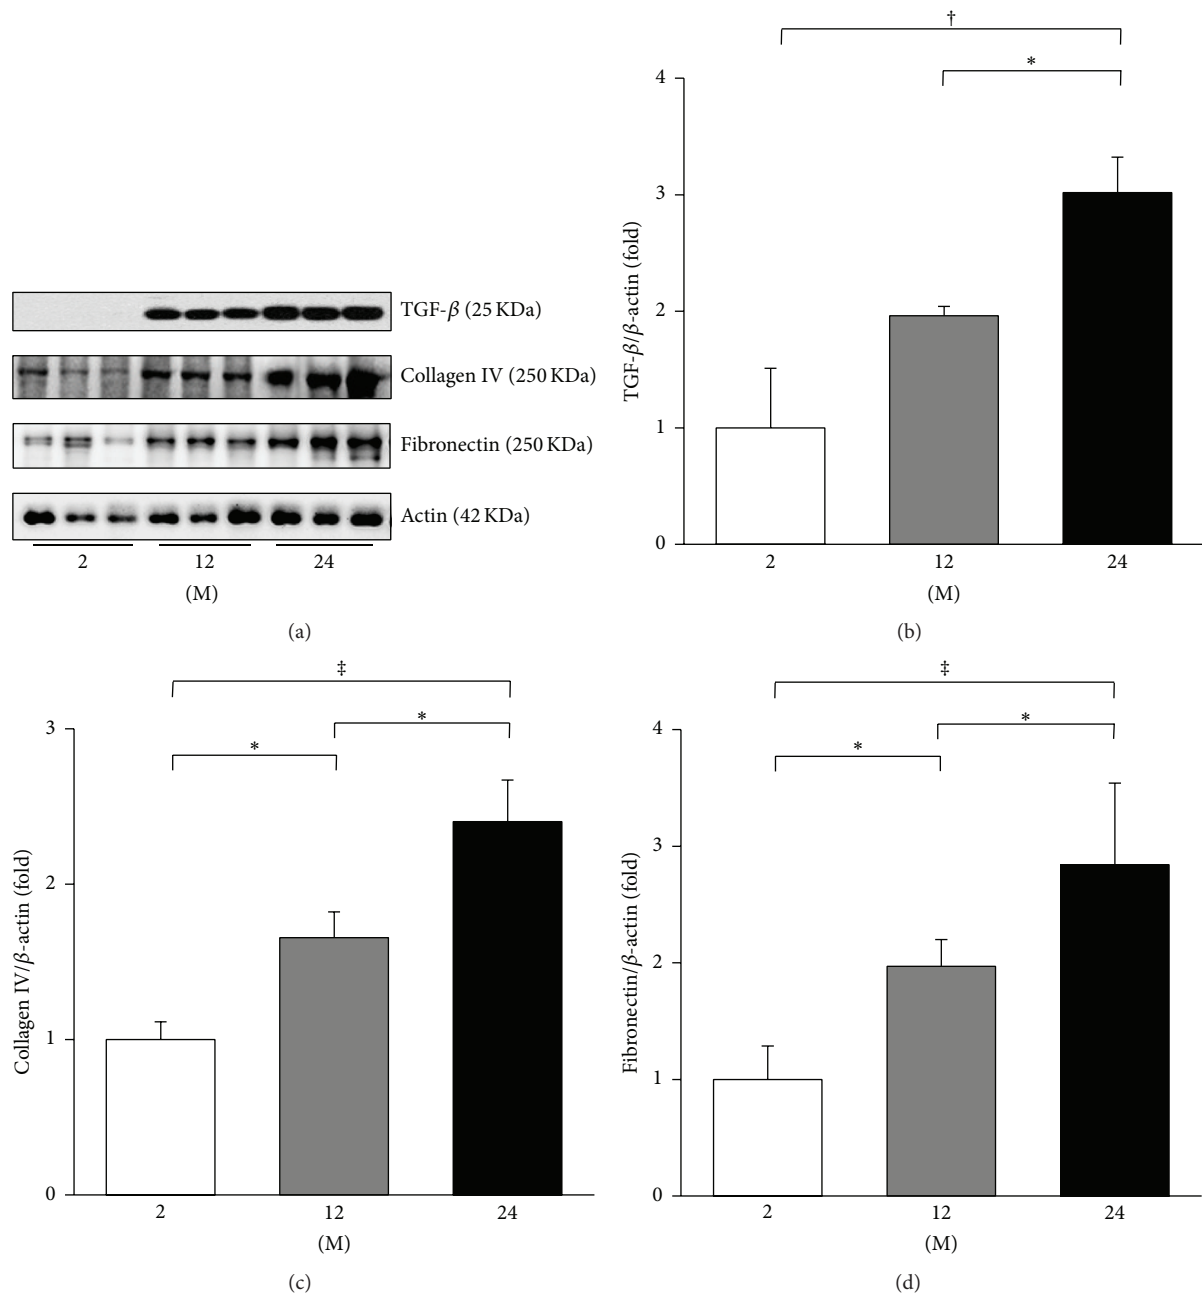 TGF-β (25 KDa)
Collagen IV (250 KDa)
Fibronectin (250 KDa)
Actin (42 KDa)
2 12 24
(M)
(a)
†
*
4
3
2
1
0
TGF-β/β-actin (fold)
2 12 24
(M)
(b)
‡
*
*
3
2
1
0
Collagen IV/β-actin (fold)
2 12 24
(M)
(c)
‡
*
*
4
3
2
1
0
Fibronectin/β-actin (fold)
2 12 24
(M)
(d)